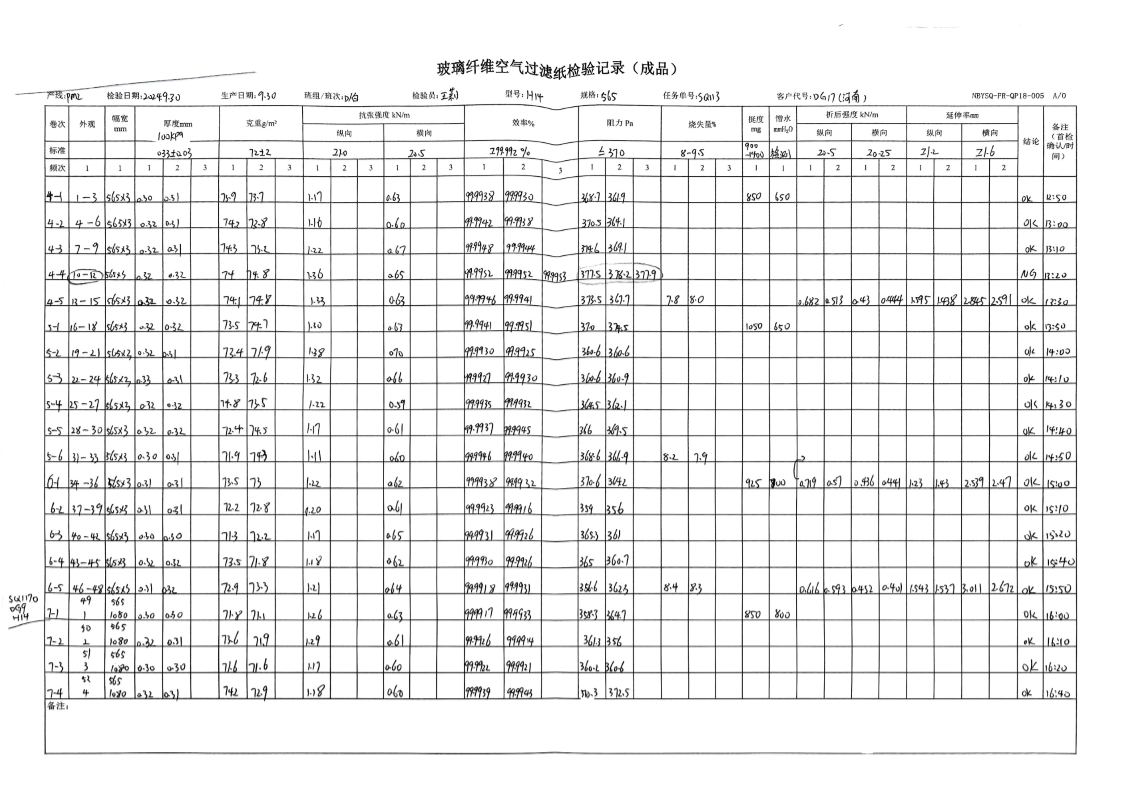 玻璃纤维空气过滤纸检验记录（成品）
产线:PM2 检验日期:2024.9.30 生产日期:9.30 班组/班次:D/白 检验员: 型号:H14 规格:565 任务单号:SQ113 客户代号:DG17(河南) NBYSQ-FR-QP18-005 A/0
卷次 外观 幅宽mm 厚度mm 100KPa 克重g/m² 抗张强度 kN/m 效率% 阻力 Pa 烧失量% 挺度mg 憎水mmH₂O 折后强度 kN/m 延伸率mm 结论 备注（首检确认/时间）
纵向 横向 纵向 横向 纵向 横向
标准 0.33±0.03 72±2 ≥1.0 ≥0.5 ≥99.992% ≤370 8-9.5 900-1400 检测1 ≥0.5 ≥0.25 ≥1.2 ≥1.6
频次 1 1 1 2 3 1 2 3 1 2 3 1 2 3 1 2 3 1 2 3 1 2 1 1 1 2 1 2 1 2 1 2
4-1 1-3 565×3 0.30 0.31 73.9 73.7 1.17 0.63 99.9938 99.9930 368.7 361.9 850 650 ok 12:50
4-2 4-6 565×3 0.32 0.31 74.2 72.8 1.16 0.60 99.9942 99.9938 370.5 364.1 ok 13:00
4-3 7-9 565×3 0.32 0.31 74.3 73.2 1.22 0.67 99.9948 99.9944 374.6 369.1 ok 13:10
4-4 10-12 565×3 0.32 0.32 74 74.8 1.36 0.65 99.9952 99.9952 99.9953 377.5 378.2 377.9 NG 13:20
4-5 13-15 565×3 0.32 0.32 74.1 74.8 1.33 0.63 99.9946 99.9941 373.5 367.7 7.8 8.0 0.682 0.513 0.43 0.444 1.595 1.438 2.845 2.591 ok 13:30
5-1 16-18 565×3 0.32 0.32 73.5 74.7 1.30 0.63 99.9941 99.9951 370 374.5 1050 650 ok 13:50
5-2 19-21 565×3 0.32 0.31 73.4 71.9 1.38 0.70 99.9930 99.9925 360.6 360.6 ok 14:00
5-3 22-24 565×3 0.33 0.31 73.3 72.6 1.32 0.66 99.9927 99.9930 360.6 360.9 ok 14:10
5-4 25-27 565×3 0.32 0.32 74.8 73.5 1.22 0.59 99.9935 99.9932 364.5 362.1 ok 14:30
5-5 28-30 565×3 0.32 0.32 72.4 74.5 1.17 0.61 99.9937 99.9945 366 369.5 ok 14:40
5-6 31-33 565×3 0.30 0.31 71.9 74.3 1.11 0.60 99.9946 99.9940 368.6 366.9 8.2 7.9 ok 14:50
6-1 34-36 565×3 0.31 0.31 73.5 73 1.22 0.62 99.9938 99.9932 370.6 364.2 925 800 0.719 0.57 0.436 0.441 1.23 1.43 2.539 2.47 ok 15:00
6-2 37-39 565×3 0.31 0.31 72.2 72.8 1.20 0.61 99.9923 99.9916 359 356 ok 15:10
6-3 40-42 565×3 0.30 0.30 71.3 72.2 1.17 0.65 99.9931 99.9926 365.3 361 ok 15:20
6-4 43-45 565×3 0.32 0.32 73.5 71.8 1.18 0.62 99.9930 99.9926 365 360.7 ok 15:40
6-5 46-48 565×3 0.31 0.32 72.9 73.3 1.21 0.64 99.9918 99.9931 356.6 362.3 8.4 8.3 0.616 0.593 0.452 0.401 1.543 1.537 3.011 2.672 ok 15:50
SQ1170
DG9
H14
49 565
7-1 1 1080 0.30 0.30 71.8 73.1 1.26 0.63 99.9917 99.9933 358.3 364.7 850 800 ok 16:00
50 565
7-2 2 1080 0.32 0.31 73.6 71.9 1.29 0.61 99.9926 99.9914 361.3 356 ok 16:10
51 565
7-3 3 1080 0.30 0.30 71.6 71.6 1.17 0.60 99.9922 99.9921 360.2 360.6 ok 16:20
52 565
7-4 4 1080 0.32 0.31 74.2 72.9 1.18 0.60 99.9939 99.9943 370.3 372.5 ok 16:40
备注：